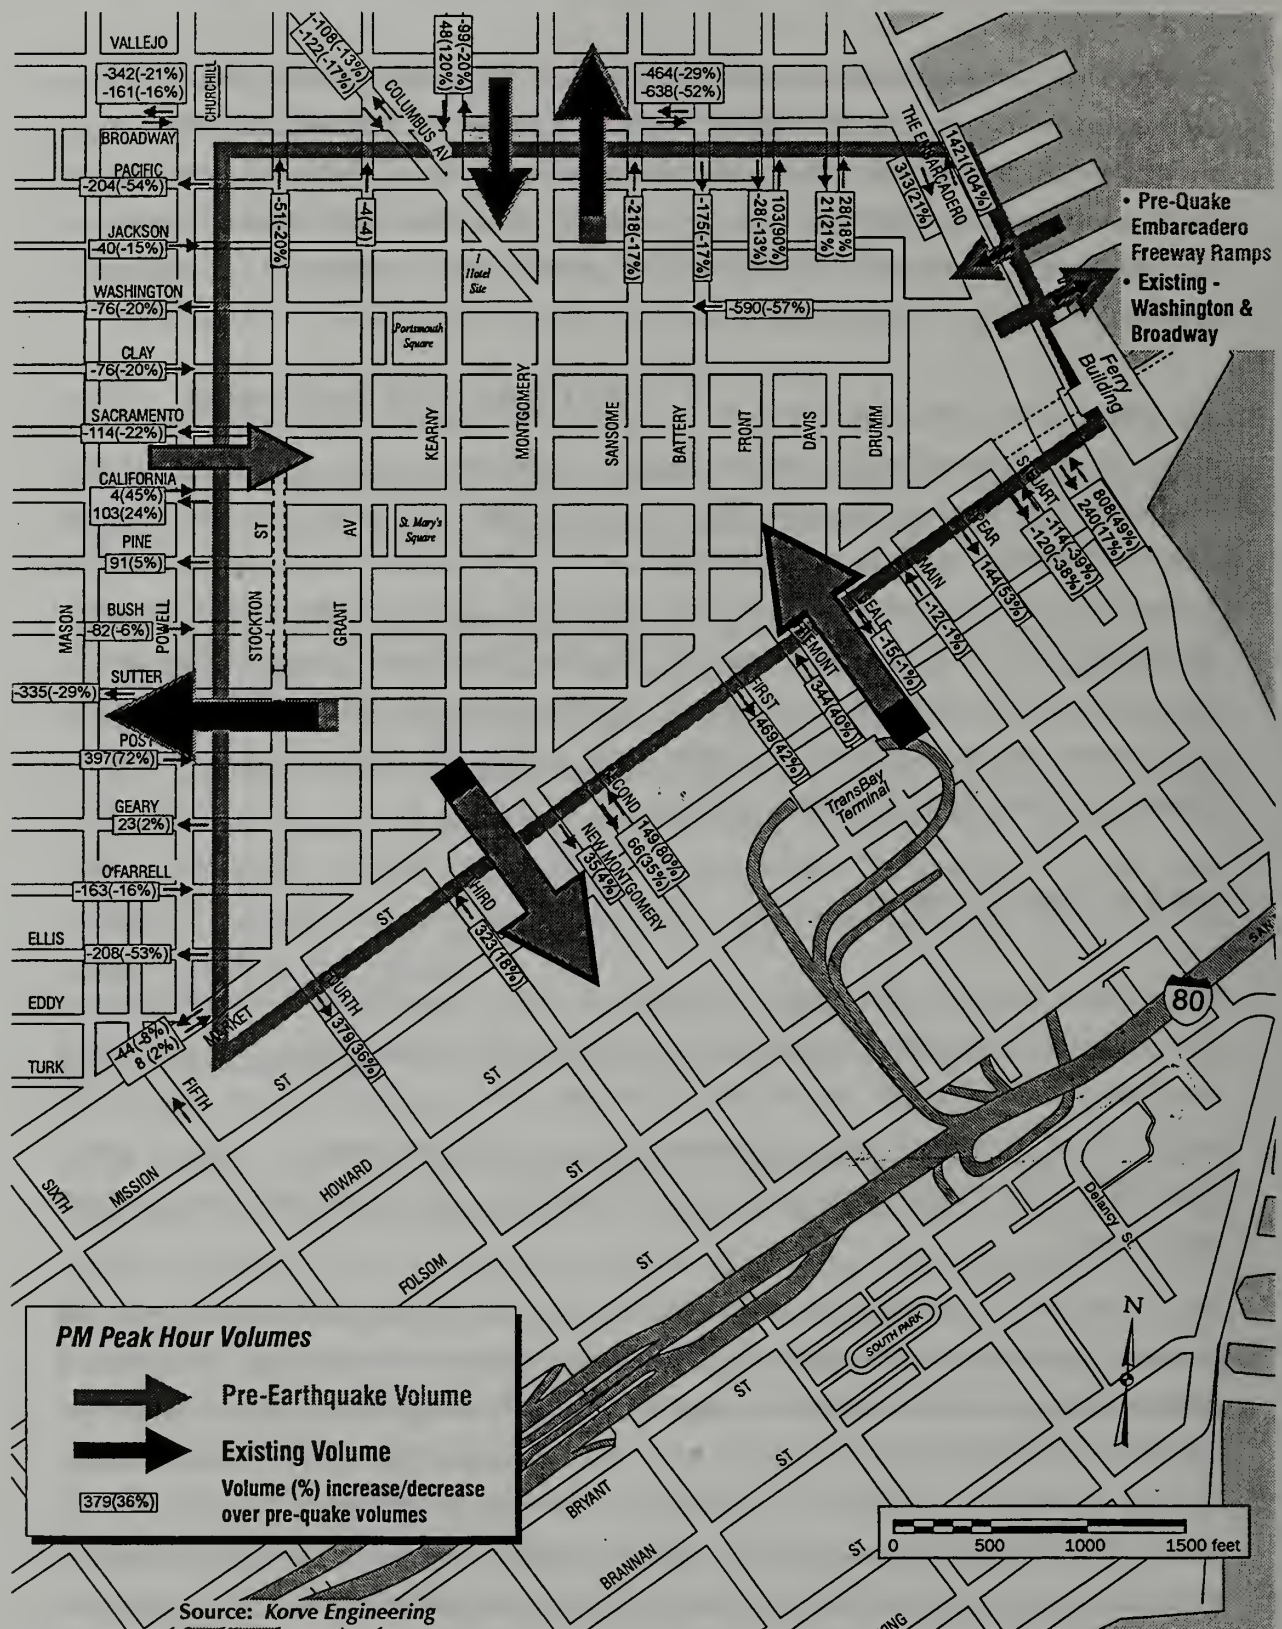 VALLEJO
-342(-21%)
-161(-16%)
CHURCHILL
BROADWAY
-108(-13%)
-122(-17%)
COLUMBUS AV
-99(-20%)
48(120%)
-464(-29%)
-638(-52%)
THE EMBARCADERO
1421(104%)
313(21%)
PACIFIC
-204(-54%)
-51(-20%)
-4(-4)
-218(-17%)
-175(-17%)
-28(-13%)
103(90%)
21(21%)
28(18%)
• Pre-Quake
Embarcadero
Freeway Ramps
• Existing -
Washington &
Broadway
JACKSON
-40(-15%)
I
Hotel
Site
WASHINGTON
-76(-20%)
-590(-57%)
Portsmouth
Square
CLAY
-76(-20%)
Ferry
Building
SACRAMENTO
-114(-22%)
KEARNY
MONTGOMERY
SANSOME
BATTERY
FRONT
DAVIS
DRUMM
CALIFORNIA
4(45%)
103(24%)
ST
AV
St. Mary's
Square
STUART
808(49%)
240(17%)
-114(-39%)
-120(-38%)
PEAR
144(53%)
MAIN
-12(-1%)
BEALE
-15(-1%)
PINE
91(5%)
MASON
BUSH
-82(-6%)
POWELL
STOCKTON
GRANT
SUTTER
-335(-29%)
REMONT
344(40%)
FIRST
469(42%)
POST
397(72%)
TransBay
Terminal
GEARY
23(2%)
ECOND
149(80%)
66(35%)
NEW MONTGOMERY
35(4%)
O'FARRELL
-163(-16%)
HIRD
323(18%)
ST
ELLIS
-208(-53%)
SAN
80
EDDY
OURTH
379(36%)
MARKET
-44(-8%)
8 (2%)
TURK
FIFTH
ST
ST
SIXTH
MISSION
HOWARD
ST
Delancy St.
FOLSOM
ST
SOUTH PARK
N
PM Peak Hour Volumes
Pre-Earthquake Volume
Existing Volume
379(36%)
Volume (%) increase/decrease
over pre-quake volumes
ST
ST
BRYANT
BRANNAN
ST
0 500 1000 1500 feet
Source: Korve Engineering
NG